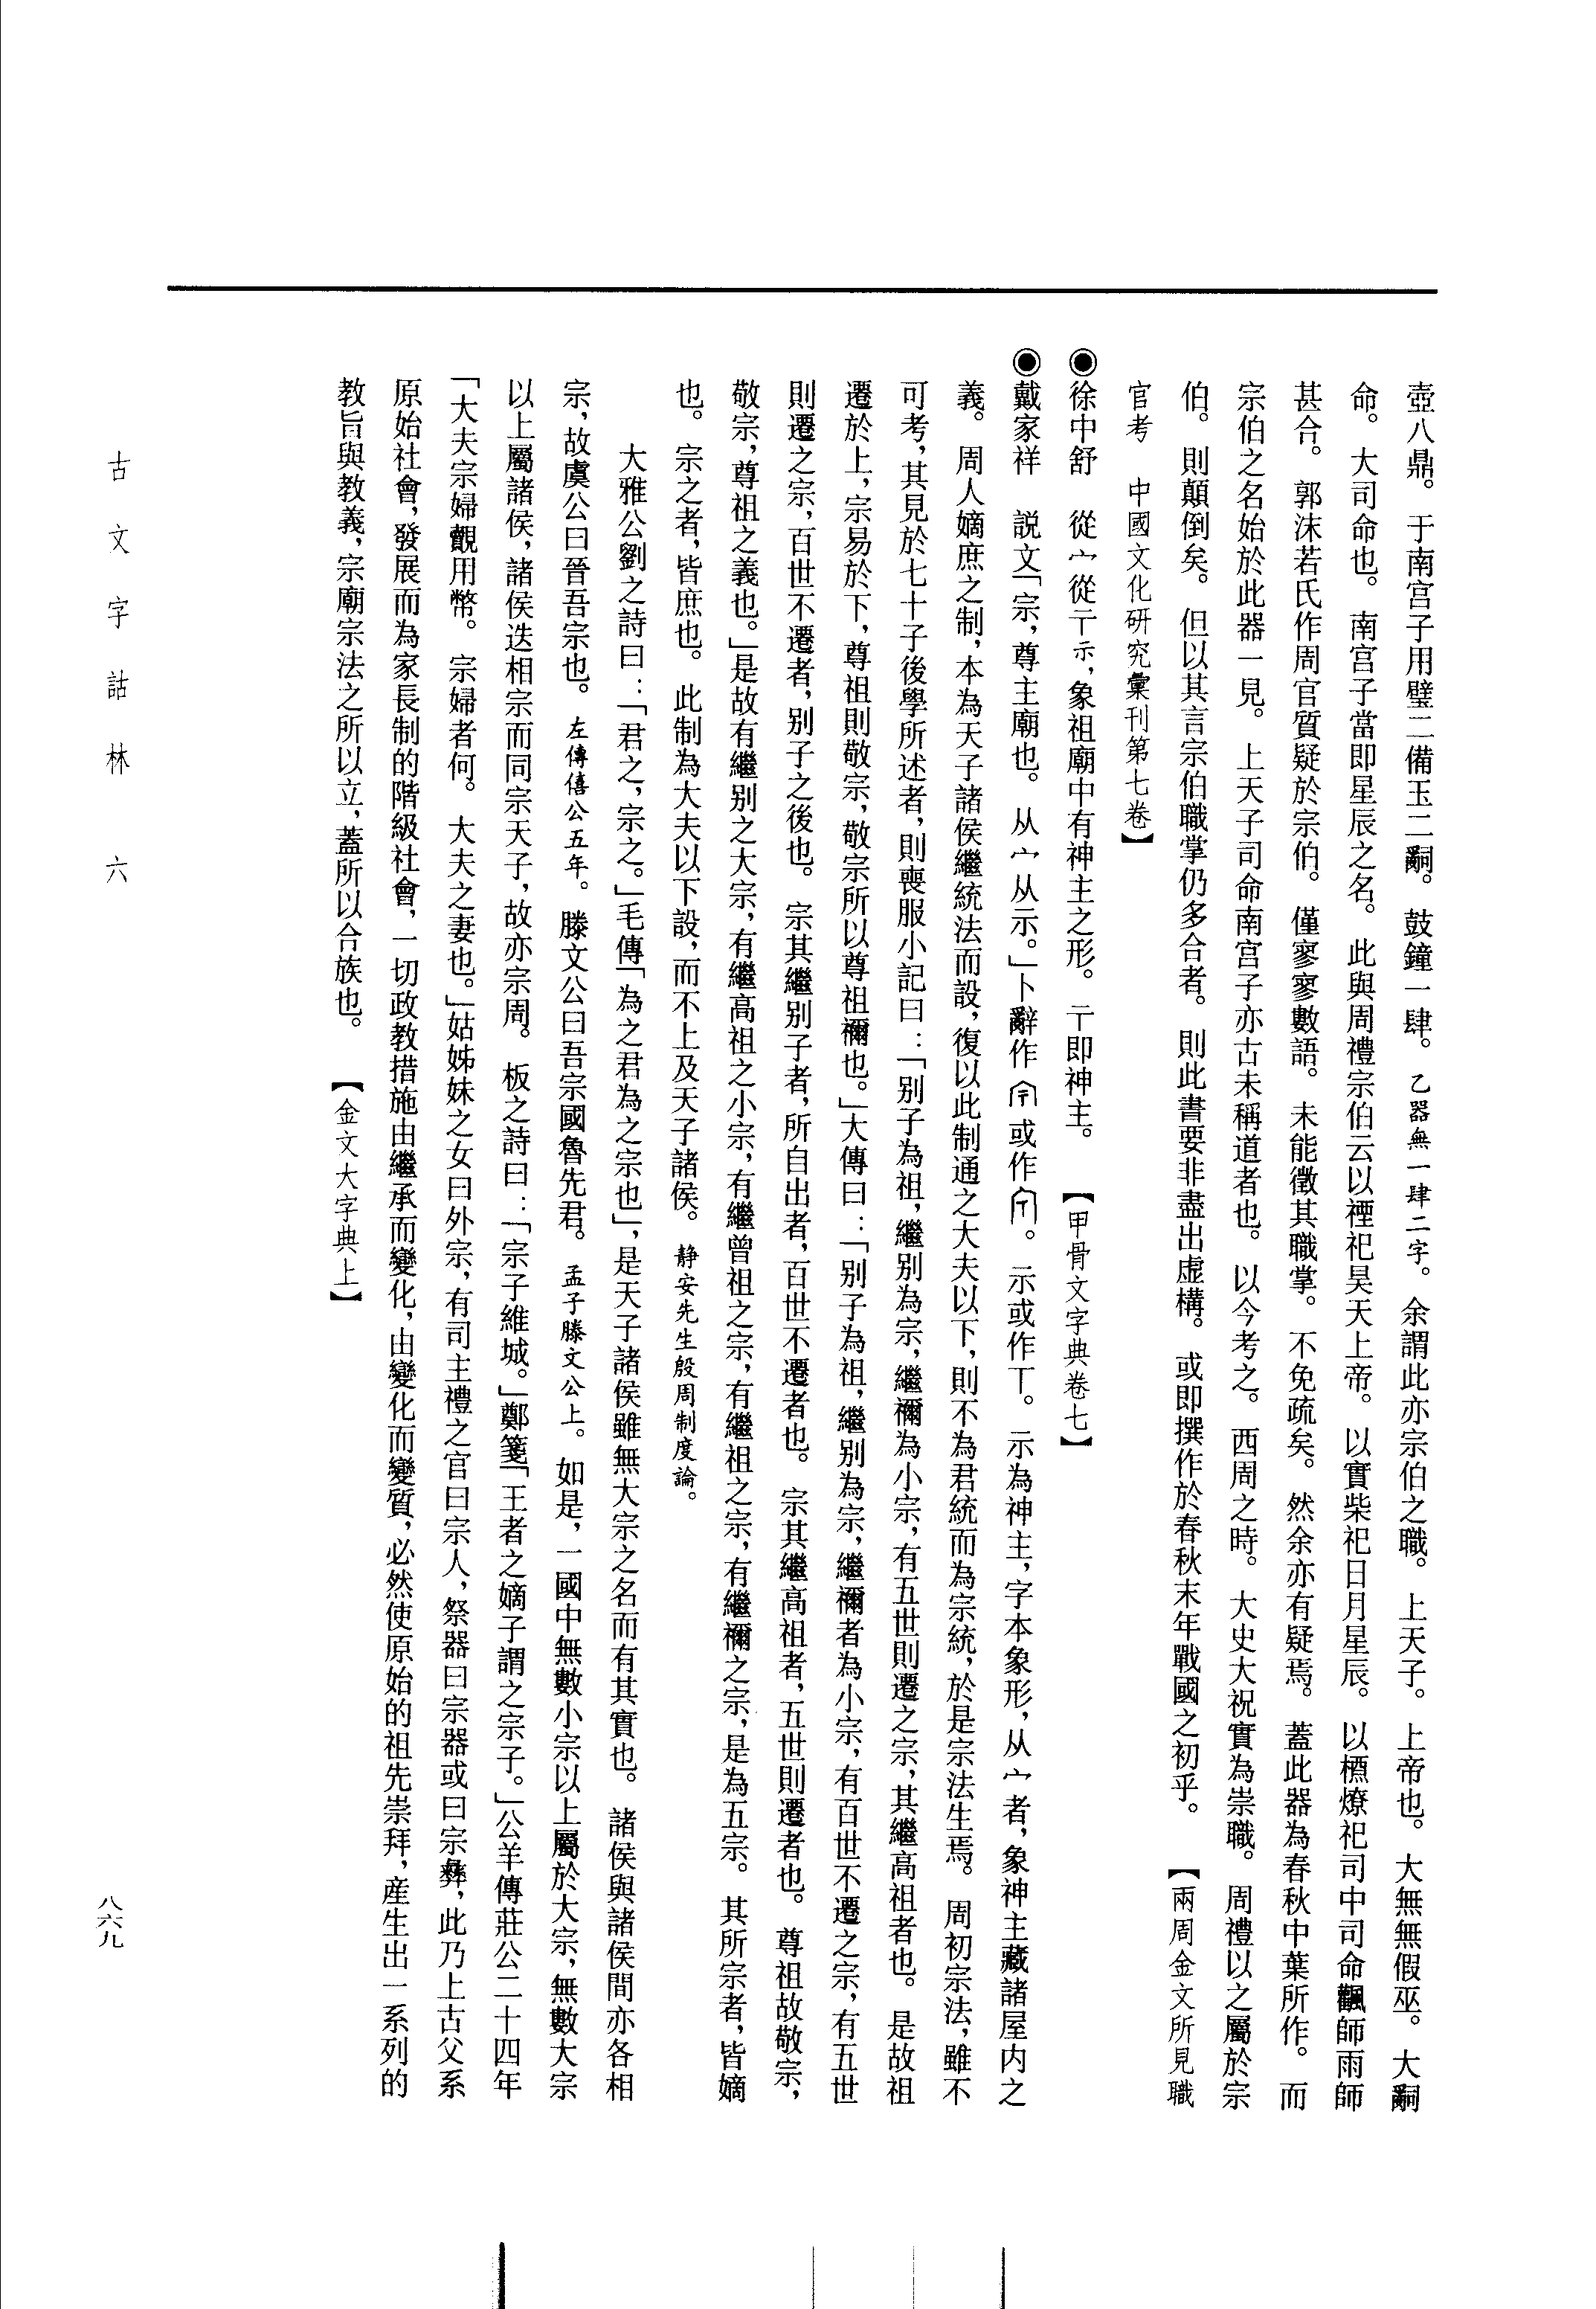 壺八鼎。于南宫子用璧二備玉二嗣。鼓鐘一肆。乙器無一肆二字。余謂此亦宗伯之職。上天子。上帝也。大無無假巫。大嗣
命。大司命也。南宫子當即星辰之名。此與周禮宗伯云以禋祀昊天上帝。以實柴祀日月星辰。以槱燎祀司中司命飌師雨師
甚合。郭沫若氏作周官質疑於宗伯。僅寥寥數語。未能徵其職掌。不免疏矣。然余亦有疑焉。蓋此器為春秋中葉所作。而
宗伯之名始於此器一見。上天子司命南宫子亦古未稱道者也。以今考之。西周之時。大史大祝實為崇職。周禮以之屬於宗
伯。則顛倒矣。但以其言宗伯職掌仍多合者。則此書要非盡出虛構。或即撰作於春秋末年戰國之初乎。【兩周金文所見職
官考　中國文化研究彙刊第七卷】
◉徐中舒　從宀從丅示，象祖廟中有神主之形。丅即神主。【甲骨文字典卷七】
◉戴家祥　説文「宗，尊主廟也。从宀从示。」卜辭作或作。示或作丅。示為神主，字本象形，从宀者，象神主藏諸屋内之
義。周人嫡庶之制，本為天子諸侯繼統法而設，復以此制通之大夫以下，則不為君統而為宗統，於是宗法生焉。周初宗法，雖不
可考，其見於七十子後學所述者，則喪服小記曰：「别子為祖，繼别為宗，繼禰為小宗，有五世則遷之宗，其繼高祖者也。是故祖
遷於上，宗易於下，尊祖則敬宗，敬宗所以尊祖禰也。」大傳曰：「别子為祖，繼别為宗，繼禰者為小宗，有百世不遷之宗，有五世
則遷之宗，百世不遷者，别子之後也。宗其繼别子者，所自出者，百世不遷者也。宗其繼高祖者，五世則遷者也。尊祖故敬宗，
敬宗，尊祖之義也。」是故有繼别之大宗，有繼高祖之小宗，有繼曾祖之宗，有繼祖之宗，有繼禰之宗，是為五宗。其所宗者，皆嫡
也。宗之者，皆庶也。此制為大夫以下設，而不上及天子諸侯。静安先生殷周制度論。
大雅公劉之詩曰：「君之，宗之。」毛傳「為之君為之宗也」，是天子諸侯雖無大宗之名而有其實也。諸侯與諸侯間亦各相
宗，故虞公曰晉吾宗也。左傳僖公五年。滕文公曰吾宗國魯先君。孟子滕文公上。如是，一國中無數小宗以上屬於大宗，無數大宗
以上屬諸侯，諸侯迭相宗而同宗天子，故亦宗周。板之詩曰：「宗子維城。」鄭箋「王者之嫡子謂之宗子。」公羊傳莊公二十四年
「大夫宗婦覿用幣。宗婦者何。大夫之妻也。」姑姊妹之女曰外宗，有司主禮之官曰宗人，祭器曰宗器或曰宗彝，此乃上古父系
原始社會，發展而為家長制的階級社會，一切政教措施由繼承而變化，由變化而變質，必然使原始的祖先崇拜，産生出一系列的
教旨與教義，宗廟宗法之所以立，蓋所以合族也。【金文大字典上】
古文字詁林　六
八六九